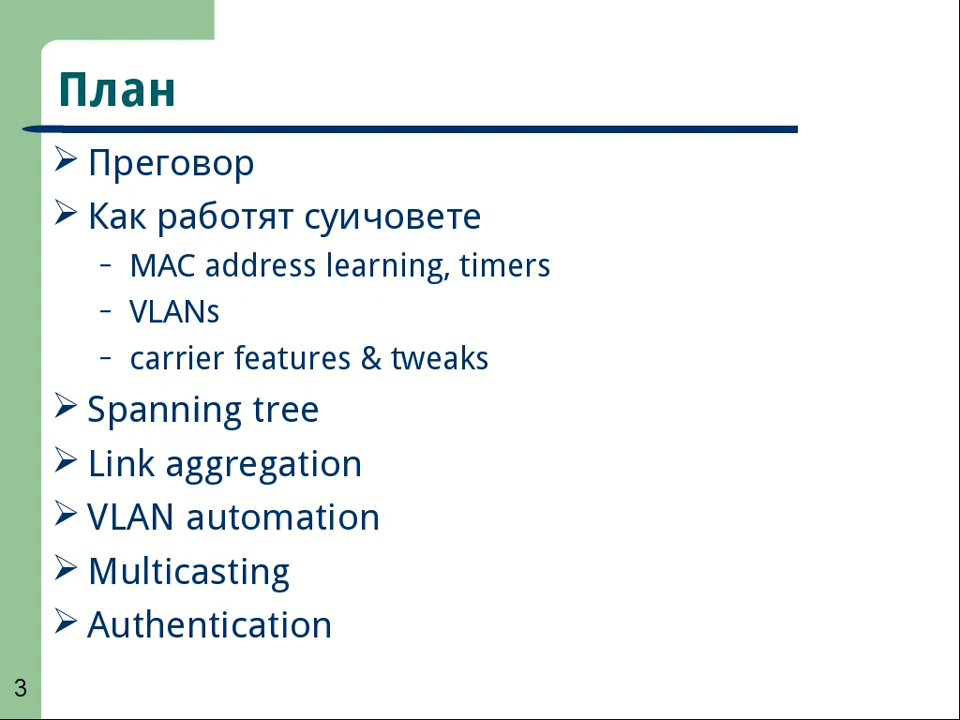 План
Преговор
Как работят суичовете
– MAC address learning, timers
– VLANs
– carrier features & tweaks
Spanning tree
Link aggregation
VLAN automation
Multicasting
Authentication
3